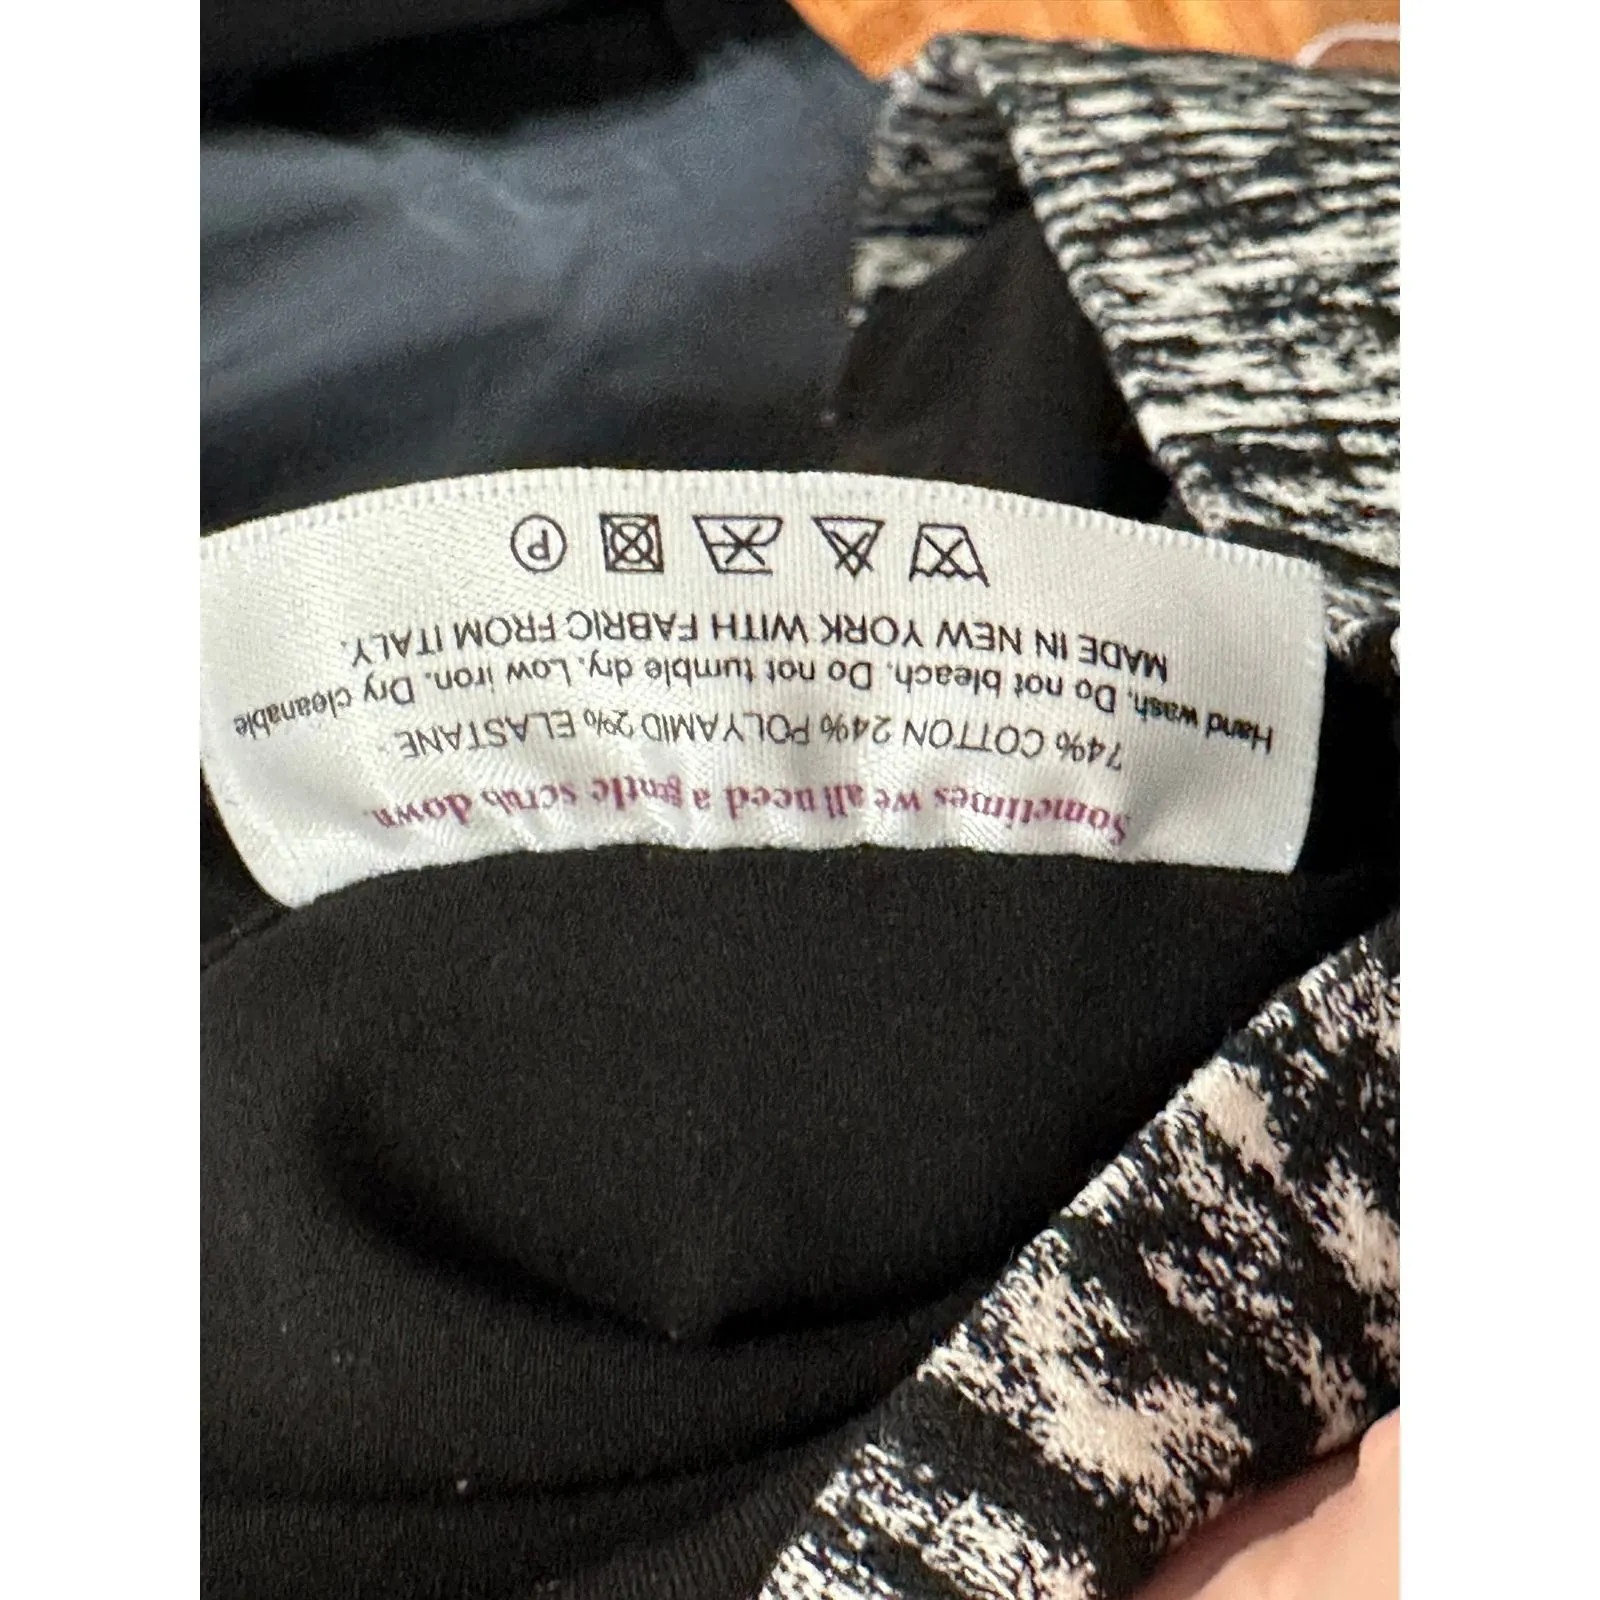 Sometimes we all need a gentle scrub down.
74% COTTON 24% POLYAMID 2% ELASTANE
Hand wash. Do not bleach. Do not tumble dry. Low iron. Dry cleanable
MADE IN NEW YORK WITH FABRIC FROM ITALY.
P